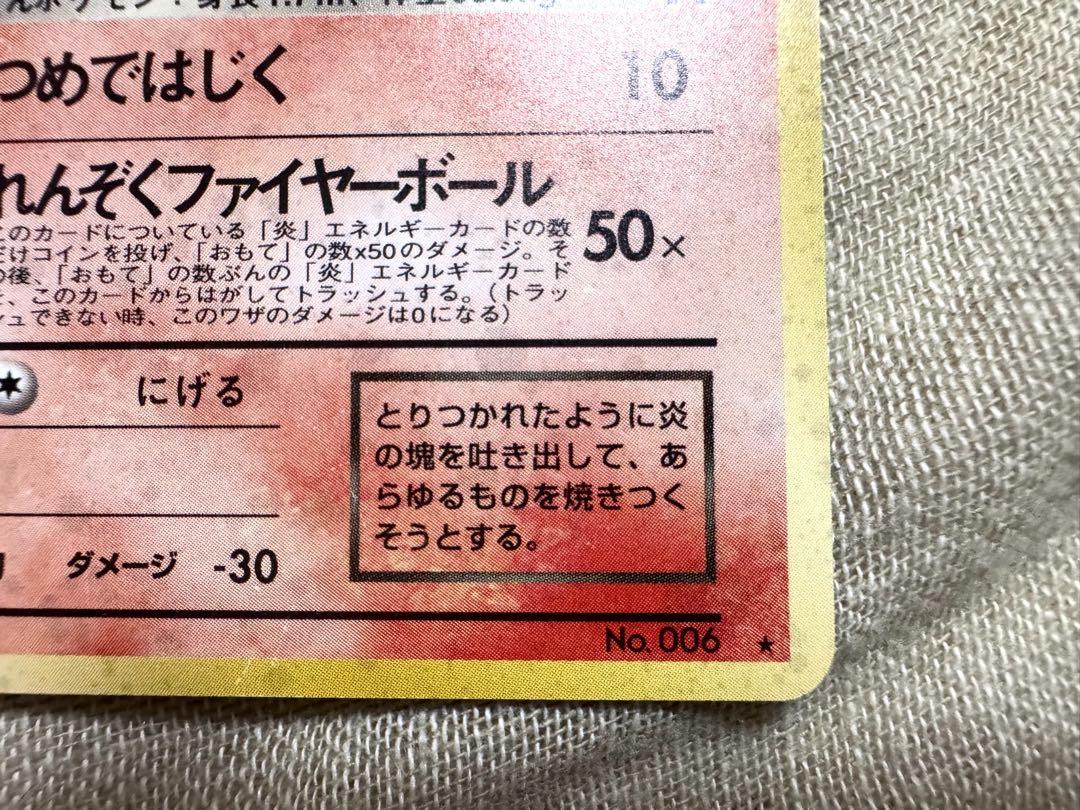 つめではじく 10
れんぞくファイヤーボール
50×
このカードについている「炎」エネルギーカードの数
だけコインを投げ、「おもて」の数x50のダメージ。そ
の後、「おもて」の数ぶんの「炎」エネルギーカード
を、このカードからはがしてトラッシュする。(トラッ
シュできない時、このワザのダメージは0になる)
にげる
とりつかれたように炎
の塊を吐き出して、あ
らゆるものを焼きつく
そうとする。
ダメージ -30
No. 006 ★